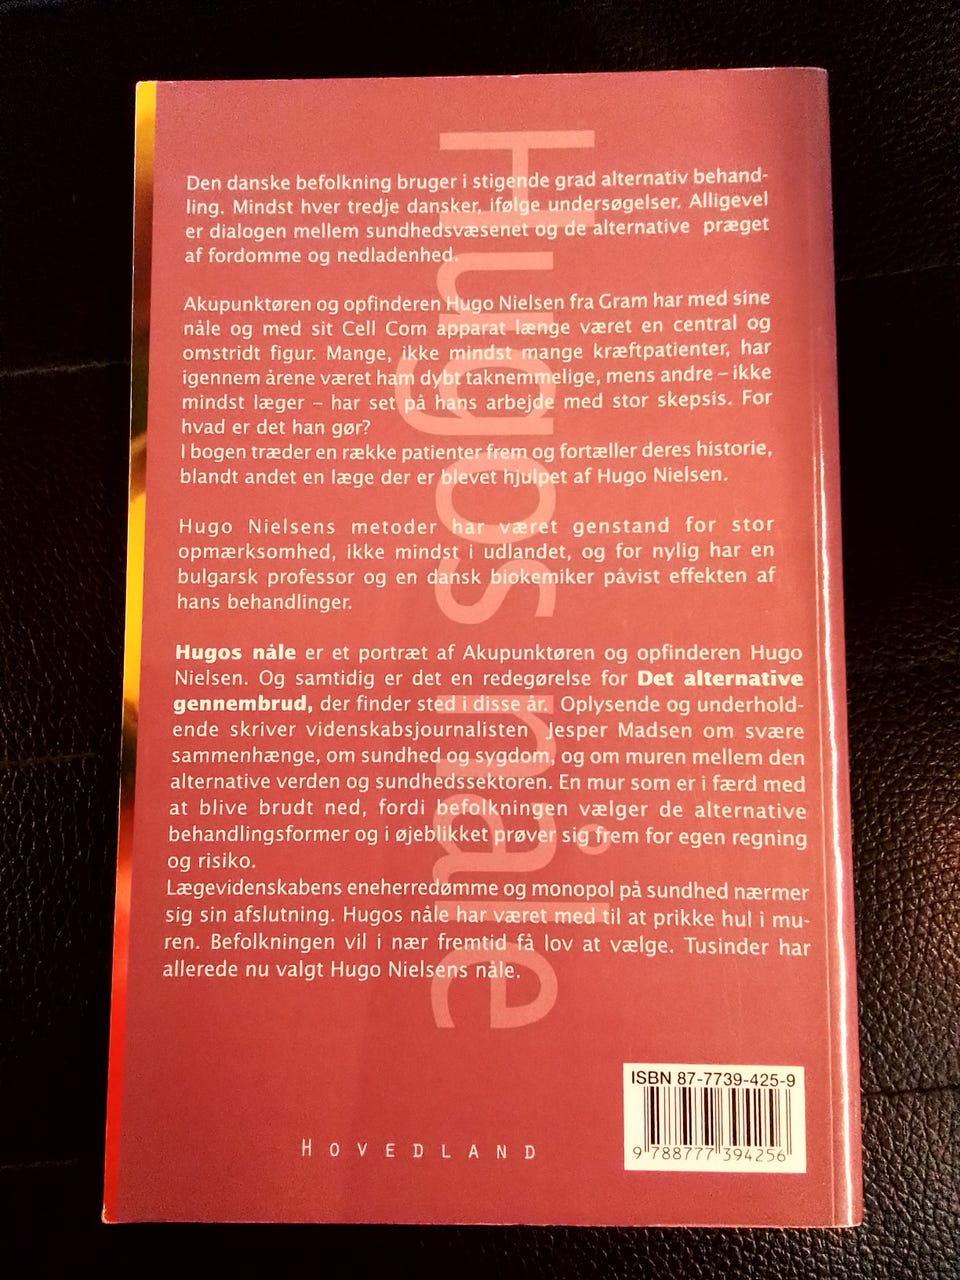 Den danske befolkning bruger i stigende grad alternativ behand-
ling. Mindst hver tredje dansker, ifølge undersøgelser. Alligevel
er dialogen mellem sundhedsvæsenet og de alternative præget
af fordomme og nedladenhed.
Akupunktøren og opfinderen Hugo Nielsen fra Gram har med sine
nåle og med sit Cell Com apparat længe været en central og
omstridt figur. Mange, ikke mindst mange kræftpatienter, har
igennem årene været ham dybt taknemmelige, mens andre – ikke
mindst læger – har set på hans arbejde med stor skepsis. For
hvad er det han gør?
I bogen træder en række patienter frem og fortæller deres historie,
blandt andet en læge der er blevet hjulpet af Hugo Nielsen.
Hugo Nielsens metoder har været genstand for stor
opmærksomhed, ikke mindst i udlandet, og for nylig har en
bulgarsk professor og en dansk biokemiker påvist effekten af
hans behandlinger.
Hugos nåle er et portræt af Akupunktøren og opfinderen Hugo
Nielsen. Og samtidig er det en redegørelse for Det alternative
gennembrud, der finder sted i disse år. Oplysende og underhold-
ende skriver videnskabsjournalisten Jesper Madsen om svære
sammenhænge, om sundhed og sygdom, og om muren mellem den
alternative verden og sundhedssektoren. En mur som er i færd med
at blive brudt ned, fordi befolkningen vælger de alternative
behandlingsformer og i øjeblikket prøver sig frem for egen regning
og risiko.
Lægevidenskabens eneherredømme og monopol på sundhed nærmer
sig sin afslutning. Hugos nåle har været med til at prikke hul i mu-
ren. Befolkningen vil i nær fremtid få lov at vælge. Tusinder har
allerede nu valgt Hugo Nielsens nåle.
Hugos nåle
HOVEDLAND
ISBN 87-7739-425-9
9 788777 394256